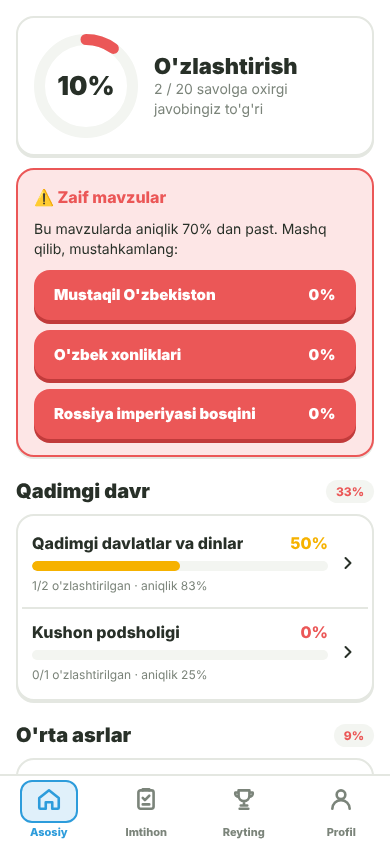 10%
O'zlashtirish
2 / 20 savolga oxirgi
javobingiz to'g'ri
⚠️ Zaif mavzular
Bu mavzularda aniqlik 70% dan past. Mashq
qilib, mustahkamlang:
Mustaqil O'zbekiston 0%
O'zbek xonliklari 0%
Rossiya imperiyasi bosqini 0%
Qadimgi davr 33%
Qadimgi davlatlar va dinlar 50%
1/2 o'zlashtirilgan · aniqlik 83%
Kushon podsholigi 0%
0/1 o'zlashtirilgan · aniqlik 25%
O'rta asrlar 9%
Asosiy Imtihon Reyting Profil